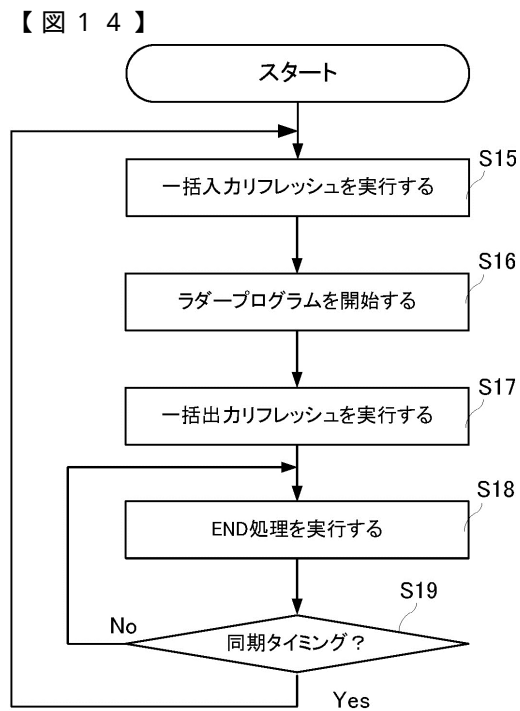 【図１４】
スタート
S15
一括入力リフレッシュを実行する
S16
ラダープログラムを開始する
S17
一括出力リフレッシュを実行する
S18
END処理を実行する
S19
No
同期タイミング？
Yes